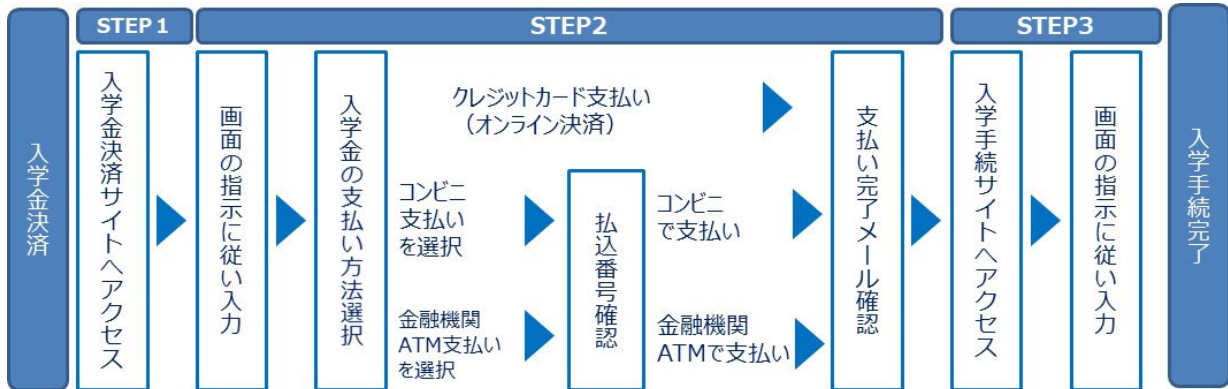 入学金決済
STEP 1
STEP2
STEP3
入学金決済サイトへアクセス
画面の指示に従い入力
入学金の支払い方法選択
クレジットカード支払い
(オンライン決済)
コンビニ
支払い
を選択
金融機関
ATM支払い
を選択
払込番号確認
コンビニ
で支払い
金融機関
ATMで支払い
支払い完了メール確認
入学手続サイトへアクセス
画面の指示に従い入力
入学手続完了